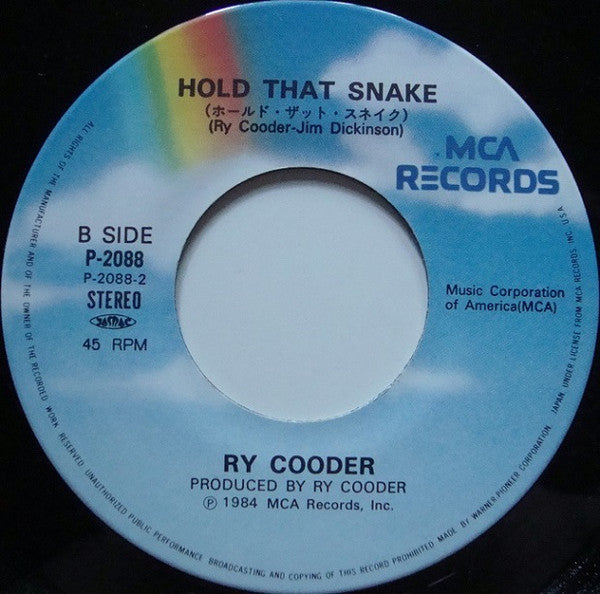 HOLD THAT SNAKE
(ホールド・ザット・スネイク)
(Ry Cooder-Jim Dickinson)
MCA
RECORDS
B SIDE
P-2088
P-2088-2
STEREO
JASRAC
45 RPM
Music Corporation
of America(MCA)
RY COODER
PRODUCED BY RY COODER
Ⓟ 1984 MCA Records, Inc.
ALL RIGHTS OF THE MANUFACTURER AND OF THE OWNER OF THE RECORDED WORK RESERVED UNAUTHORIZED PUBLIC PERFORMANCE BROADCASTING AND COPYING OF THIS RECORD PROHIBITED MADE BY WARNER-PIONEER CORPORATION, JAPAN UNDER LICENSE FROM MCA RECORDS INC. U.S.A.